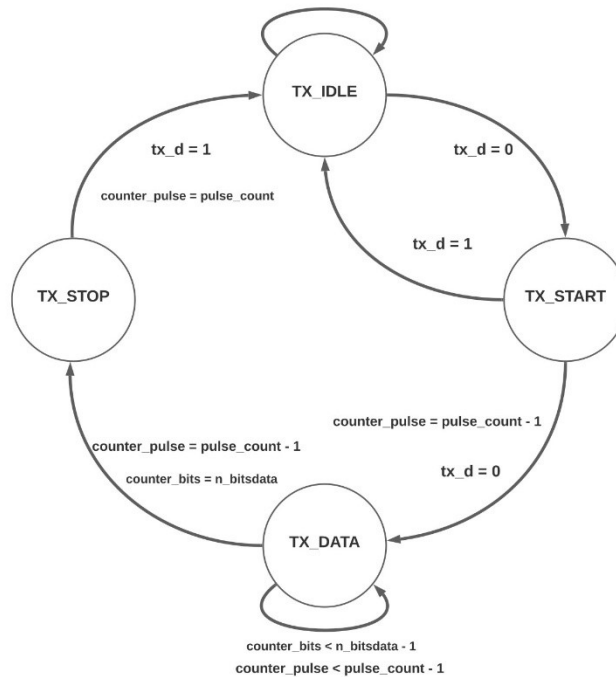 TX_IDLE
tx_d = 1
tx_d = 0
counter_pulse = pulse_count
tx_d = 1
TX_STOP
TX_START
counter_pulse = pulse_count - 1
counter_pulse = pulse_count - 1
tx_d = 0
counter_bits = n_bitsdata
TX_DATA
counter_bits < n_bitsdata - 1
counter_pulse < pulse_count - 1